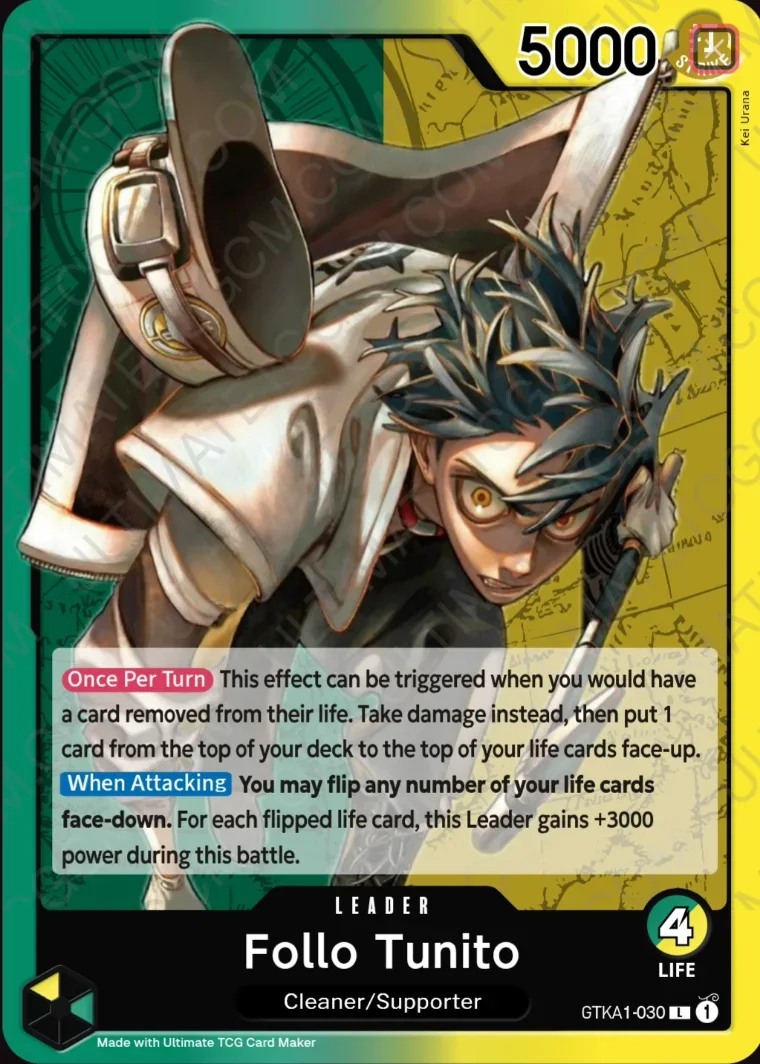 5000
STRIKE
Kei Urana
Once Per Turn This effect can be triggered when you would have
a card removed from their life. Take damage instead, then put 1
card from the top of your deck to the top of your life cards face-up.
When Attacking You may flip any number of your life cards
face-down. For each flipped life card, this Leader gains +3000
power during this battle.
LEADER
4
LIFE
Follo Tunito
Cleaner/Supporter
GTKA1-030 L 1
Made with Ultimate TCG Card Maker